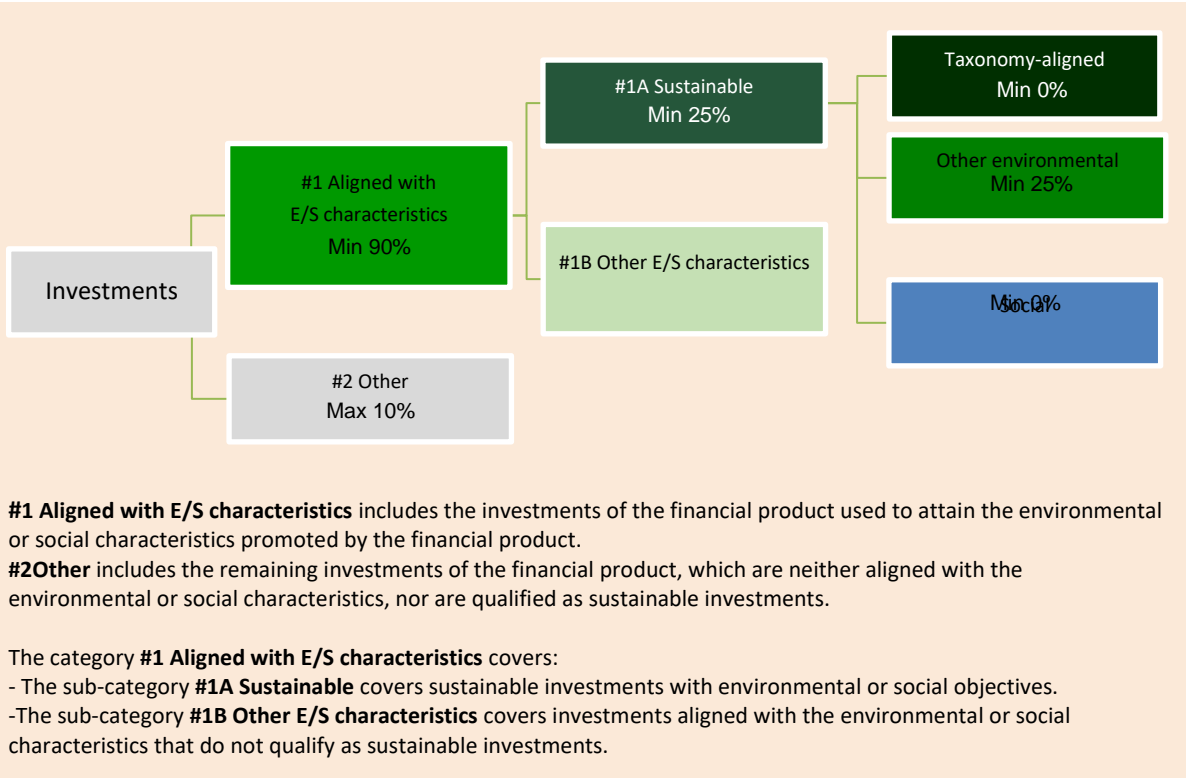 Investments
#1 Aligned with
E/S characteristics
Min 90%
#2 Other
Max 10%
#1A Sustainable
Min 25%
#1B Other E/S characteristics
Taxonomy-aligned
Min 0%
Other environmental
Min 25%
Min 0%
Social
#1 Aligned with E/S characteristics includes the investments of the financial product used to attain the environmental
or social characteristics promoted by the financial product.
#2Other includes the remaining investments of the financial product, which are neither aligned with the
environmental or social characteristics, nor are qualified as sustainable investments.
The category #1 Aligned with E/S characteristics covers:
- The sub-category #1A Sustainable covers sustainable investments with environmental or social objectives.
-The sub-category #1B Other E/S characteristics covers investments aligned with the environmental or social
characteristics that do not qualify as sustainable investments.